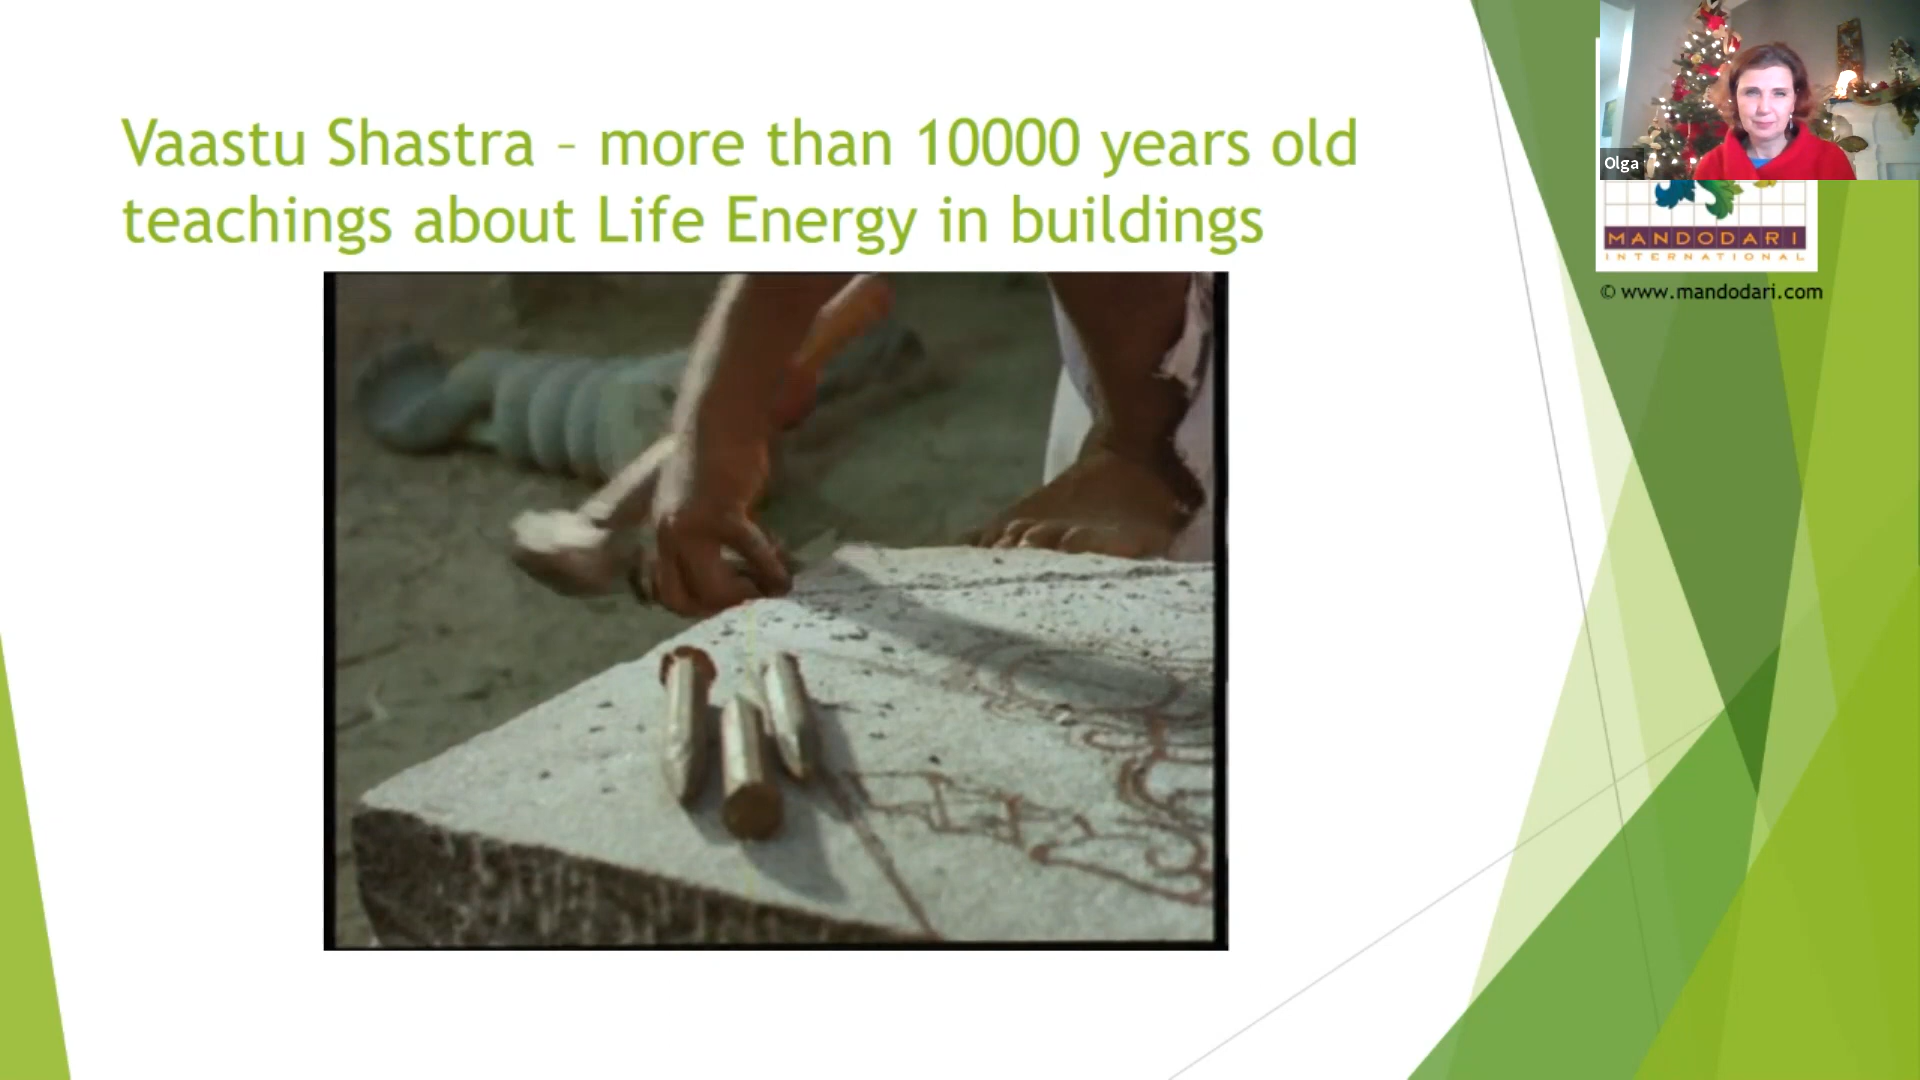 Vaastu Shastra – more than 10000 years old
teachings about Life Energy in buildings
Olga
MANDODARI
INTERNATIONAL
© www.mandodari.com